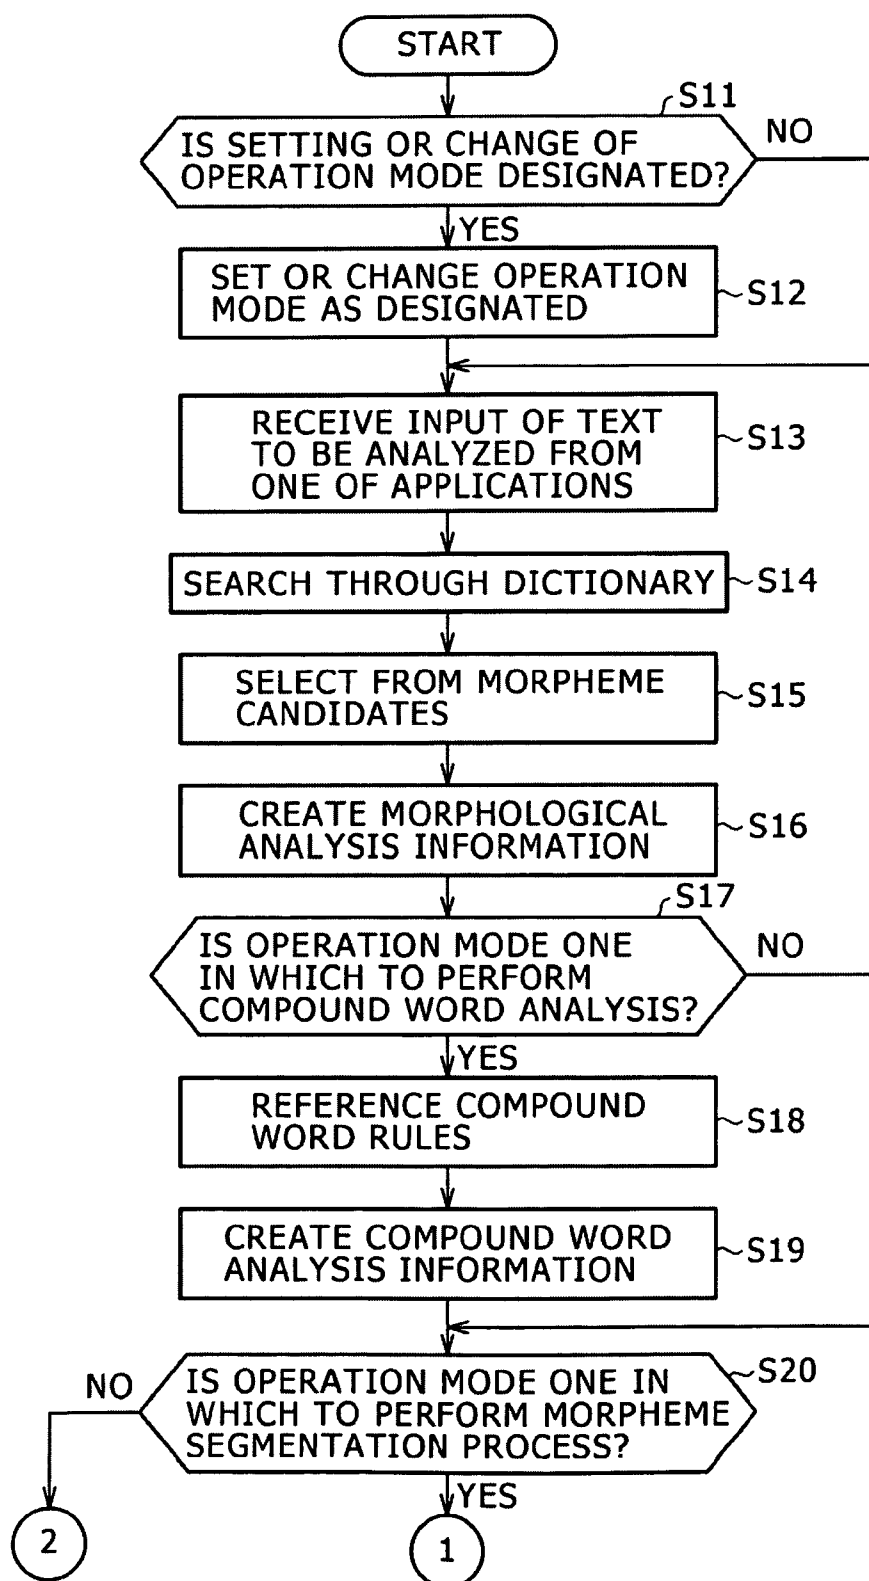 START
S11
NO
IS SETTING OR CHANGE OF
OPERATION MODE DESIGNATED?
YES
SET OR CHANGE OPERATION
MODE AS DESIGNATED
S12
RECEIVE INPUT OF TEXT
TO BE ANALYZED FROM
ONE OF APPLICATIONS
S13
SEARCH THROUGH DICTIONARY
S14
SELECT FROM MORPHEME
CANDIDATES
S15
CREATE MORPHOLOGICAL
ANALYSIS INFORMATION
S16
S17
NO
IS OPERATION MODE ONE
IN WHICH TO PERFORM
COMPOUND WORD ANALYSIS?
YES
REFERENCE COMPOUND
WORD RULES
S18
CREATE COMPOUND WORD
ANALYSIS INFORMATION
S19
S20
NO
IS OPERATION MODE ONE IN
WHICH TO PERFORM MORPHEME
SEGMENTATION PROCESS?
YES
2
1